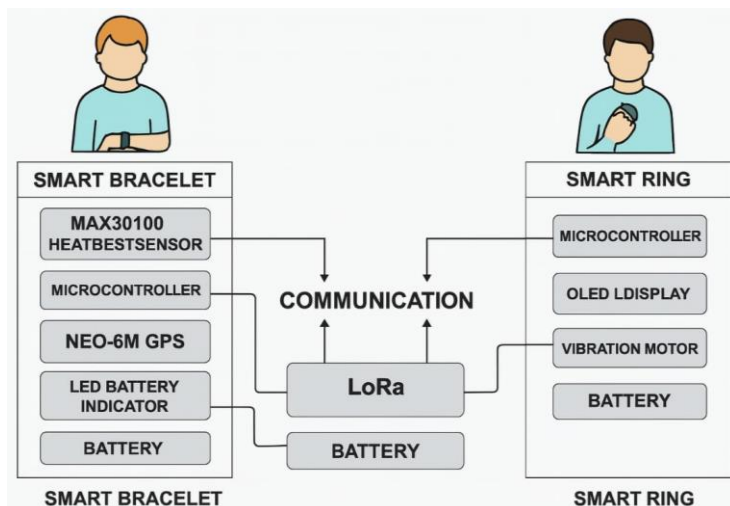 SMART BRACELET
MAX30100
HEATBESTSENSOR
MICROCONTROLLER
NEO-6M GPS
LED BATTERY
INDICATOR
BATTERY
SMART BRACELET
COMMUNICATION
LoRa
BATTERY
SMART RING
MICROCONTROLLER
OLED LDISPLAY
VIBRATION MOTOR
BATTERY
SMART RING